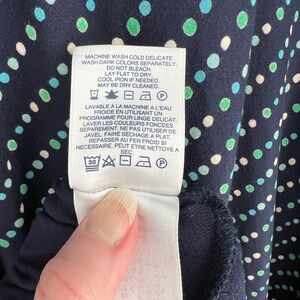 MACHINE WASH COLD DELICATE.
WASH DARK COLORS SEPARATELY.
DO NOT BLEACH.
LAY FLAT TO DRY.
COOL IRON IF NEEDED.
MAY BE DRY CLEANED.
LAVABLE A LA MACHINE A L'EAU
FROIDE EN UTILISANT UN
PROGRAMME POUR LINGE DELICAT.
LAVER LES COULEURS FONCEES
SEPAREMENT. NE PAS UTILISER DE
JAVEL. FAIRE SECHAGE A PLAT.
REPASSER AU FER FROID SI
NECESSAIRE. PEUT ETRE NETTOYE A
SEC.